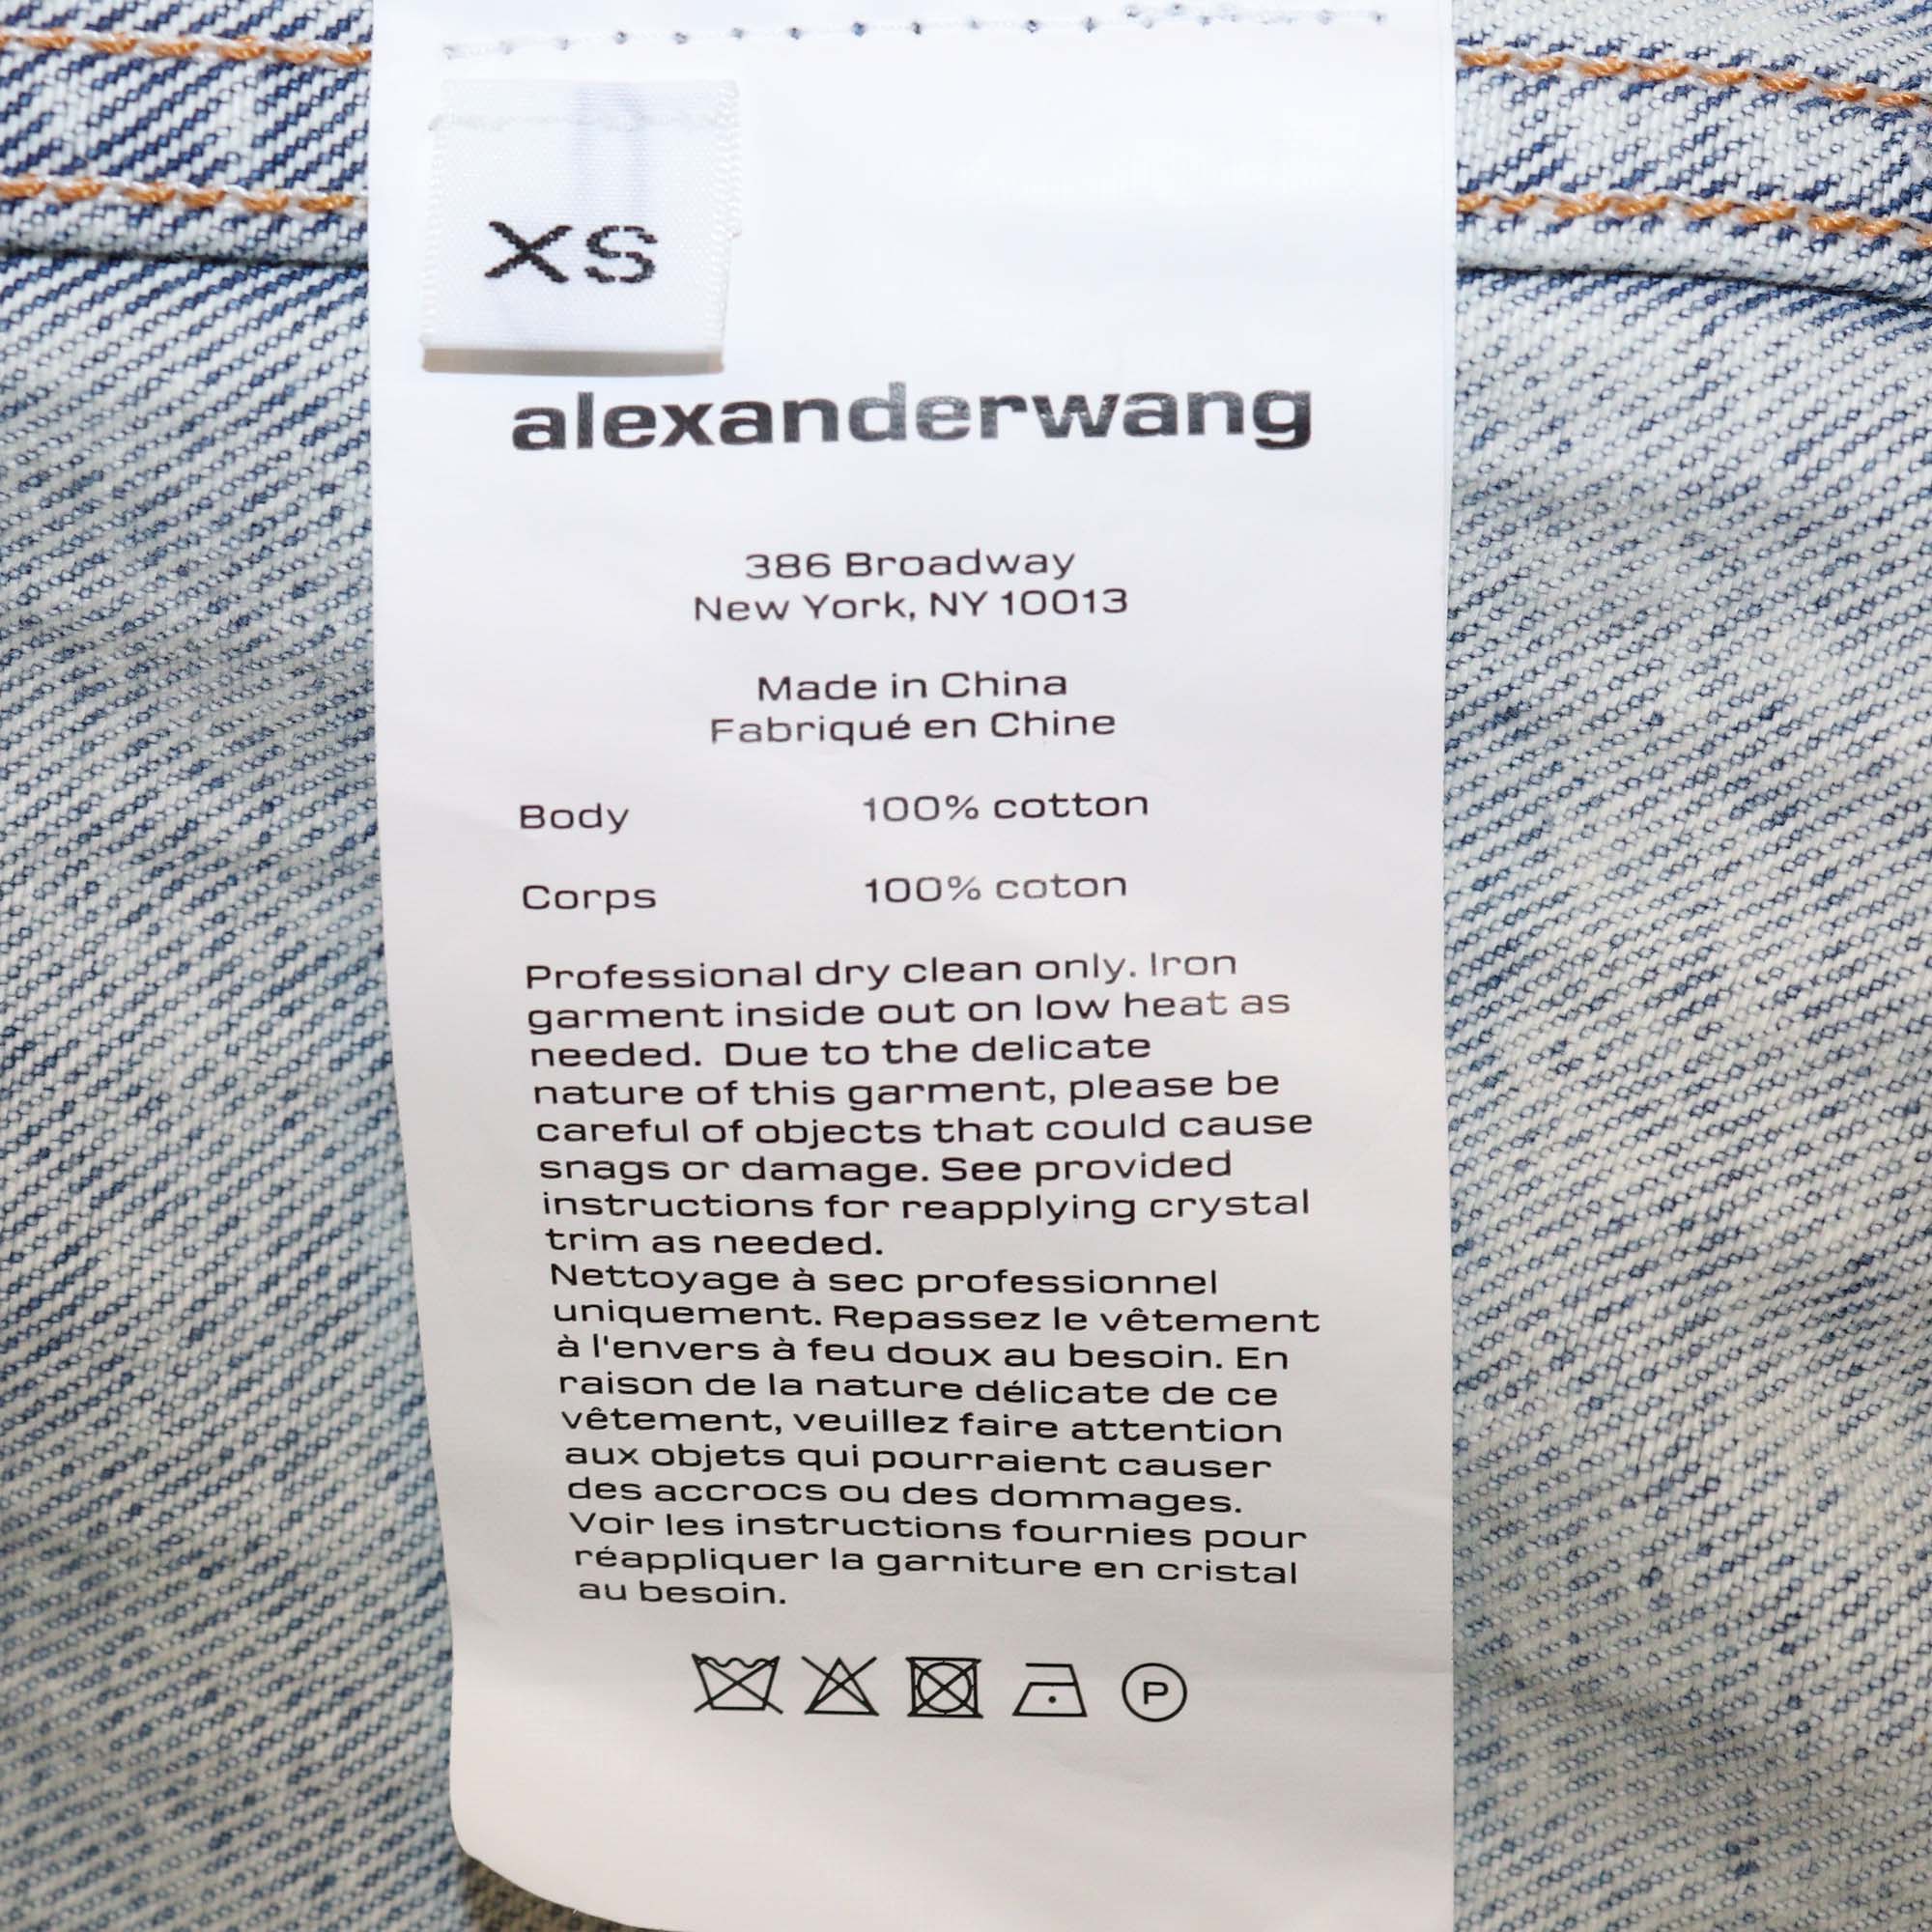 XS
alexanderwang
386 Broadway
New York, NY 10013
Made in China
Fabriqué en Chine
Body 100% cotton
Corps 100% coton
Professional dry clean only. Iron
garment inside out on low heat as
needed. Due to the delicate
nature of this garment, please be
careful of objects that could cause
snags or damage. See provided
instructions for reapplying crystal
trim as needed.
Nettoyage à sec professionnel
uniquement. Repassez le vêtement
à l'envers à feu doux au besoin. En
raison de la nature délicate de ce
vêtement, veuillez faire attention
aux objets qui pourraient causer
des accrocs ou des dommages.
Voir les instructions fournies pour
réappliquer la garniture en cristal
au besoin.
P